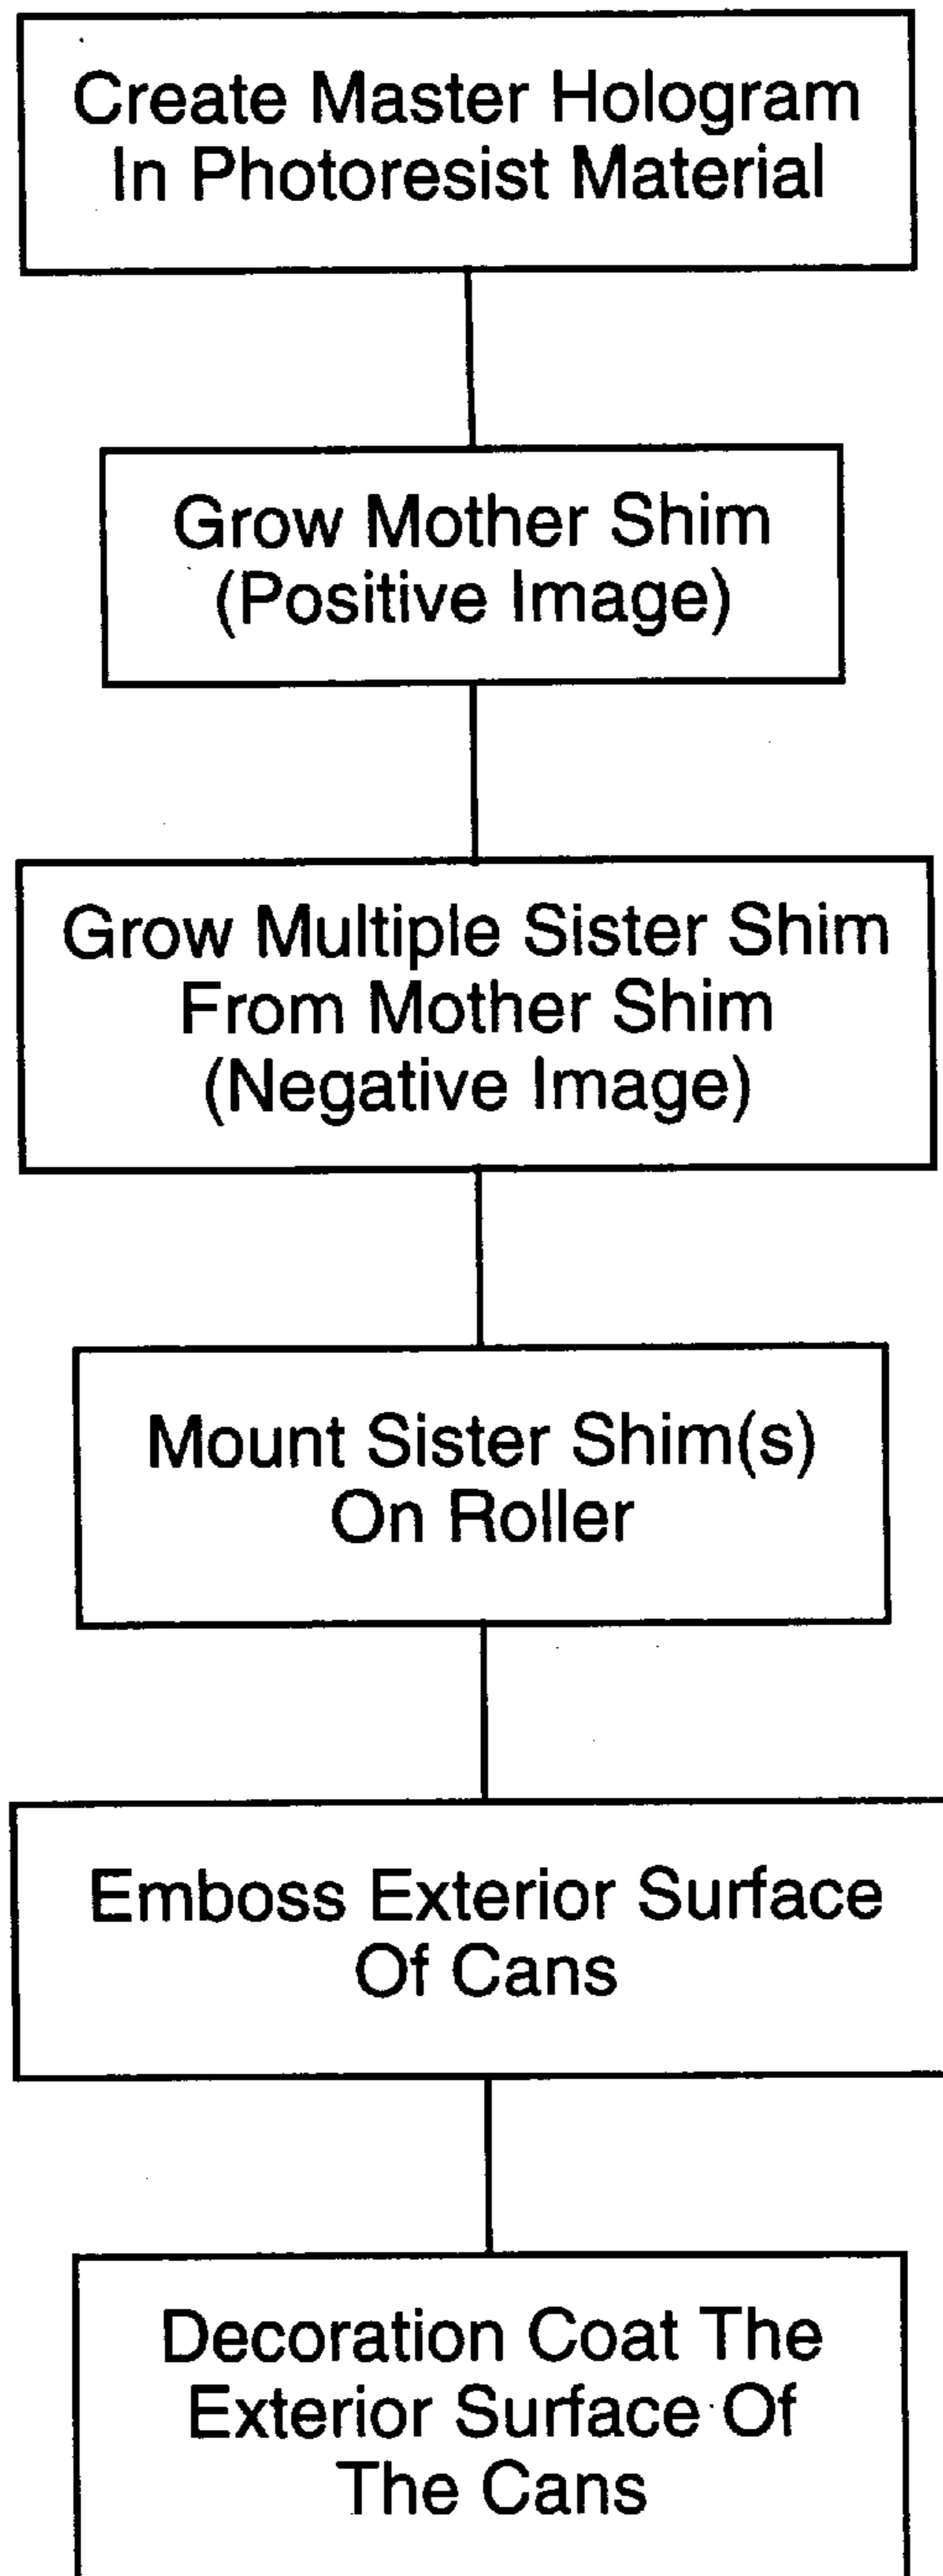 Create Master Hologram
In Photoresist Material
Grow Mother Shim
(Positive Image)
Grow Multiple Sister Shim
From Mother Shim
(Negative Image)
Mount Sister Shim(s)
On Roller
Emboss Exterior Surface
Of Cans
Decoration Coat The
Exterior Surface Of
The Cans